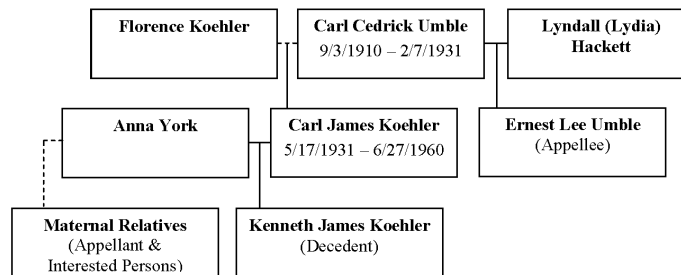 Florence Koehler
Carl Cedrick Umble
9/3/1910 – 2/7/1931
Lyndall (Lydia)
Hackett
Anna York
Carl James Koehler
5/17/1931 – 6/27/1960
Ernest Lee Umble
(Appellee)
Maternal Relatives
(Appellant &
Interested Persons)
Kenneth James Koehler
(Decedent)